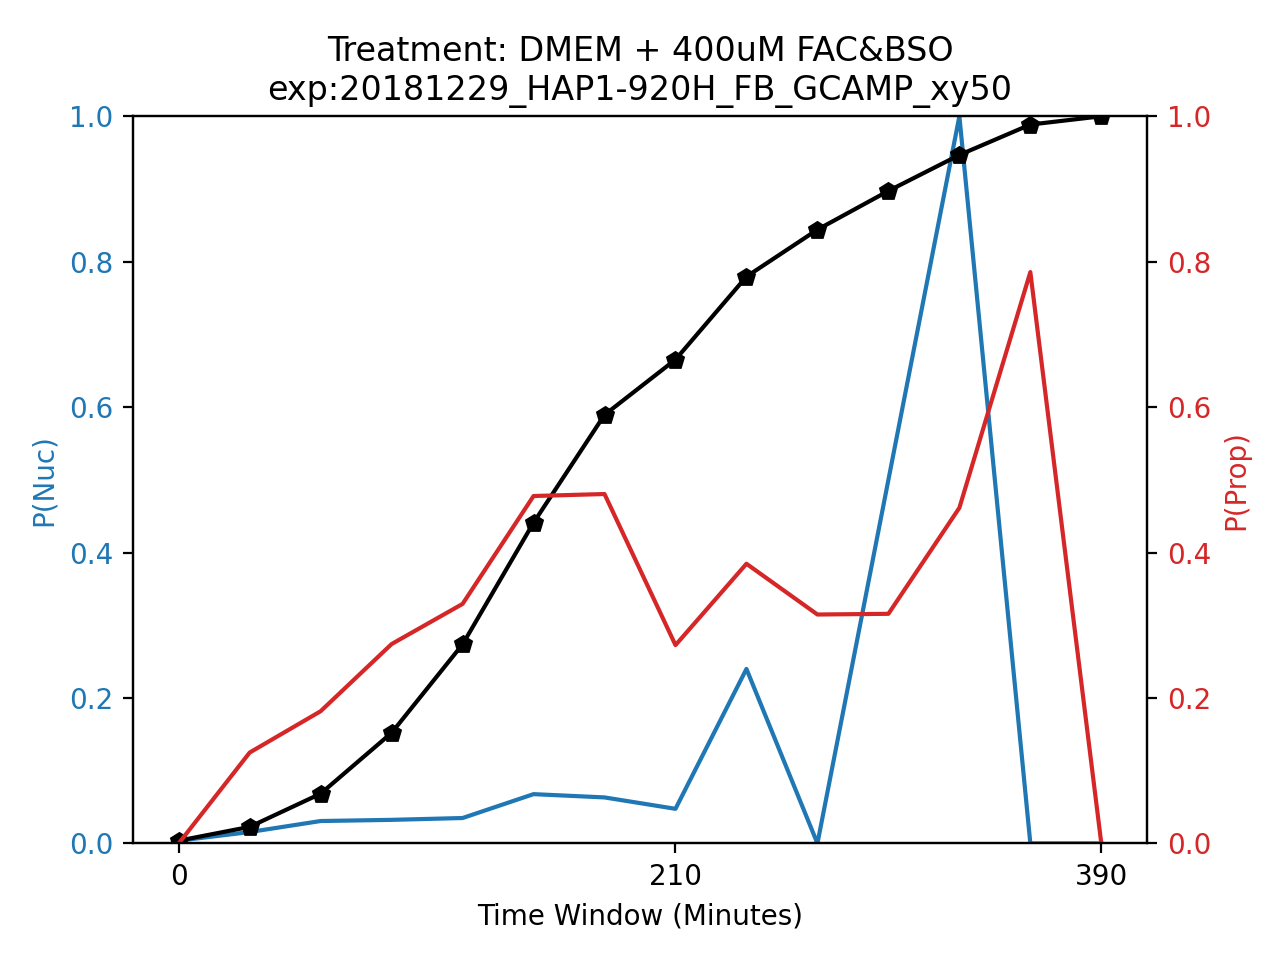 Treatment: DMEM + 400uM FAC&BSO
exp:20181229_HAP1-920H_FB_GCAMP_xy50
1.0
0.8
0.6
0.4
0.2
0.0
P(Nuc)
1.0
0.8
0.6
0.4
0.2
0.0
P(Prop)
0 210 390
Time Window (Minutes)